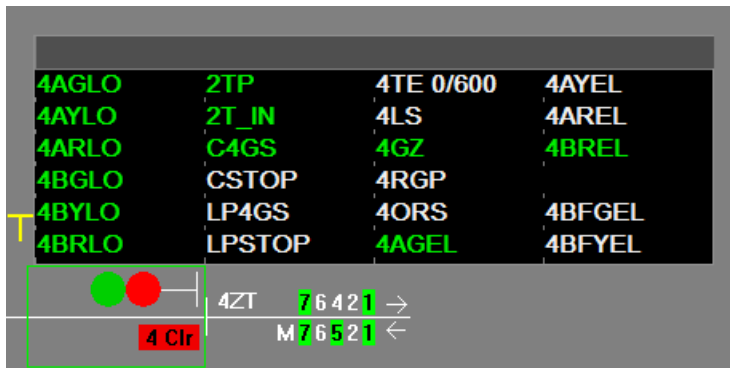 4AGLO 2TP 4TE 0/600 4AYEL
4AYLO 2T_IN 4LS 4AREL
4ARLO C4GS 4GZ 4BREL
4BGLO CSTOP 4RGP
4BYLO LP4GS 4ORS 4BFGEL
4BRLO LPSTOP 4AGEL 4BFYEL
4ZT 76421 →
4 Clr M76521 ←